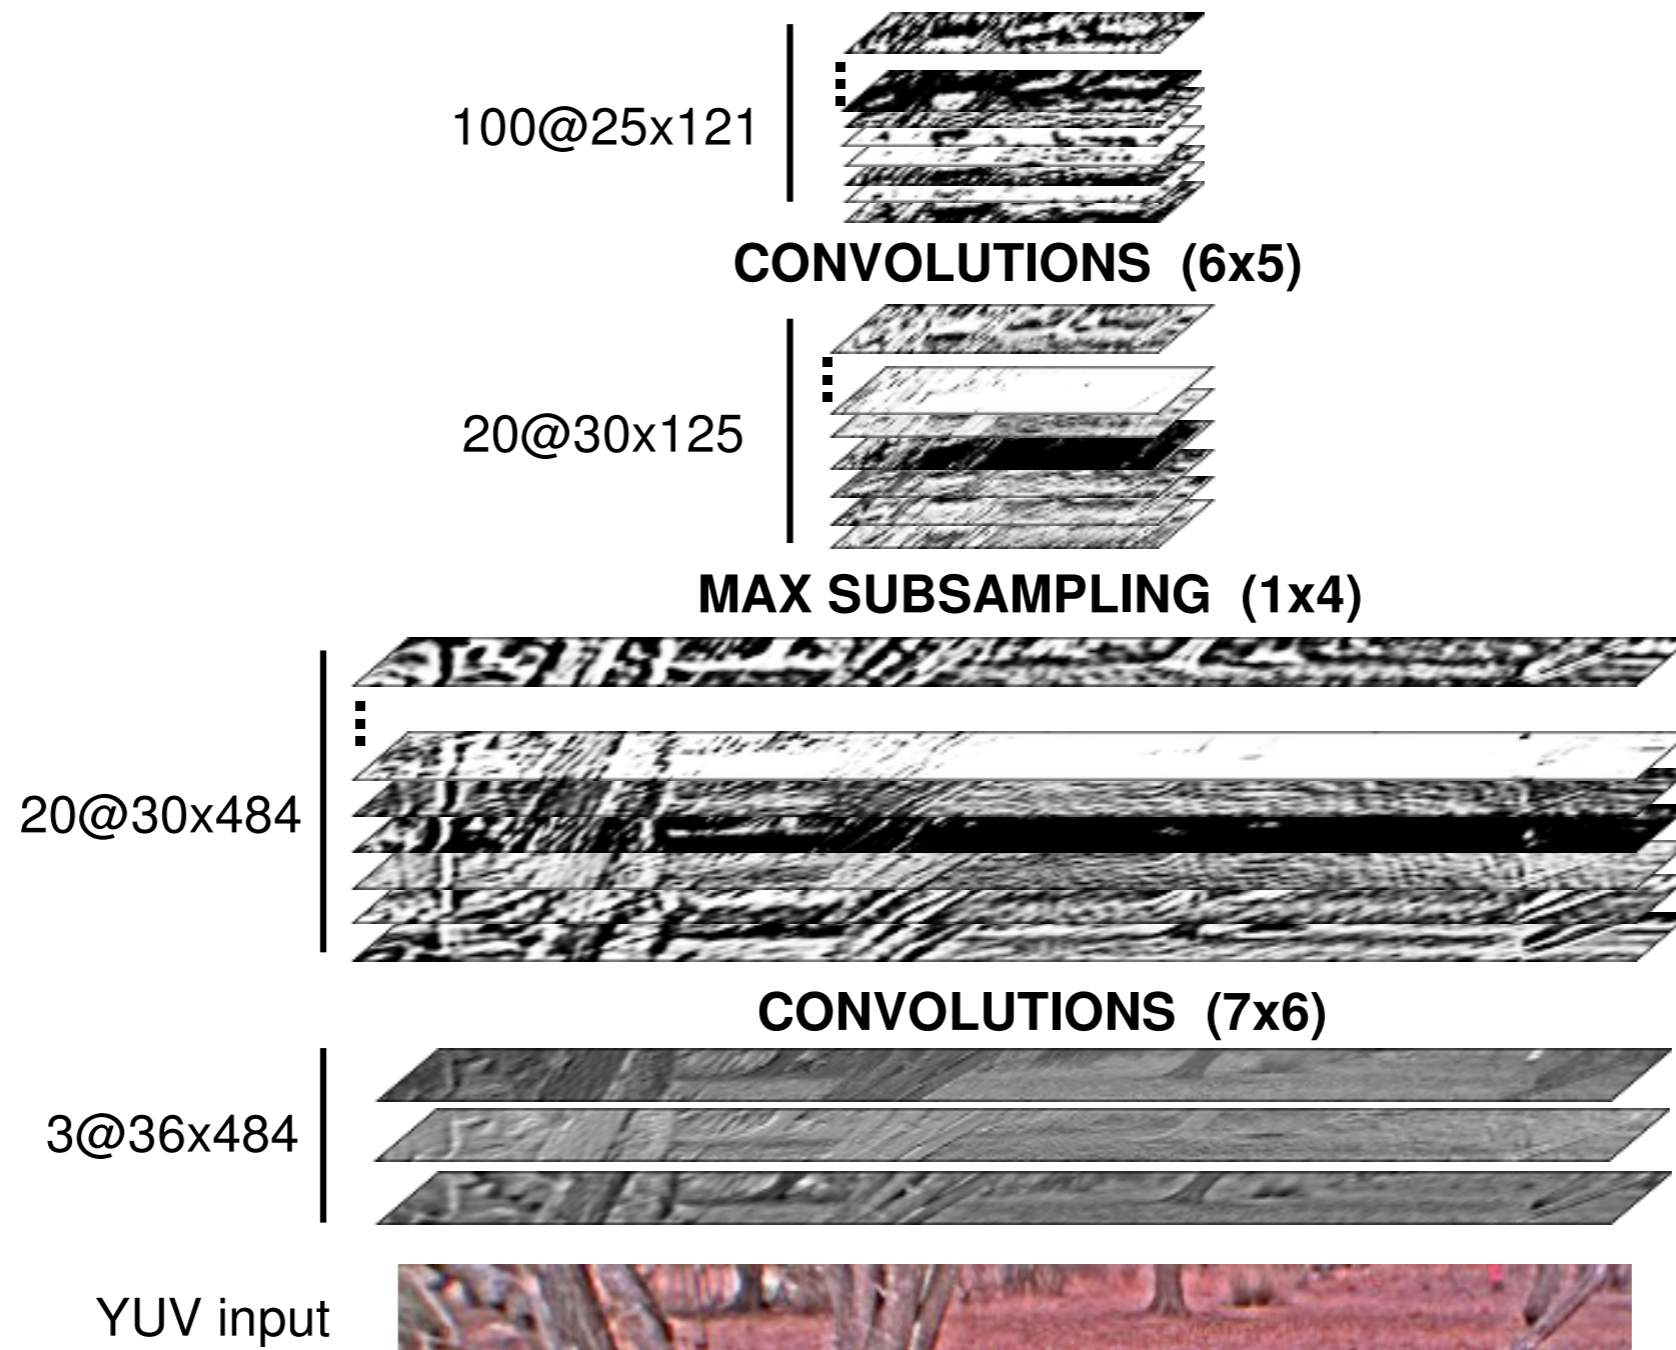 100@25x121
CONVOLUTIONS (6x5)
20@30x125
MAX SUBSAMPLING (1x4)
20@30x484
CONVOLUTIONS (7x6)
3@36x484
YUV input